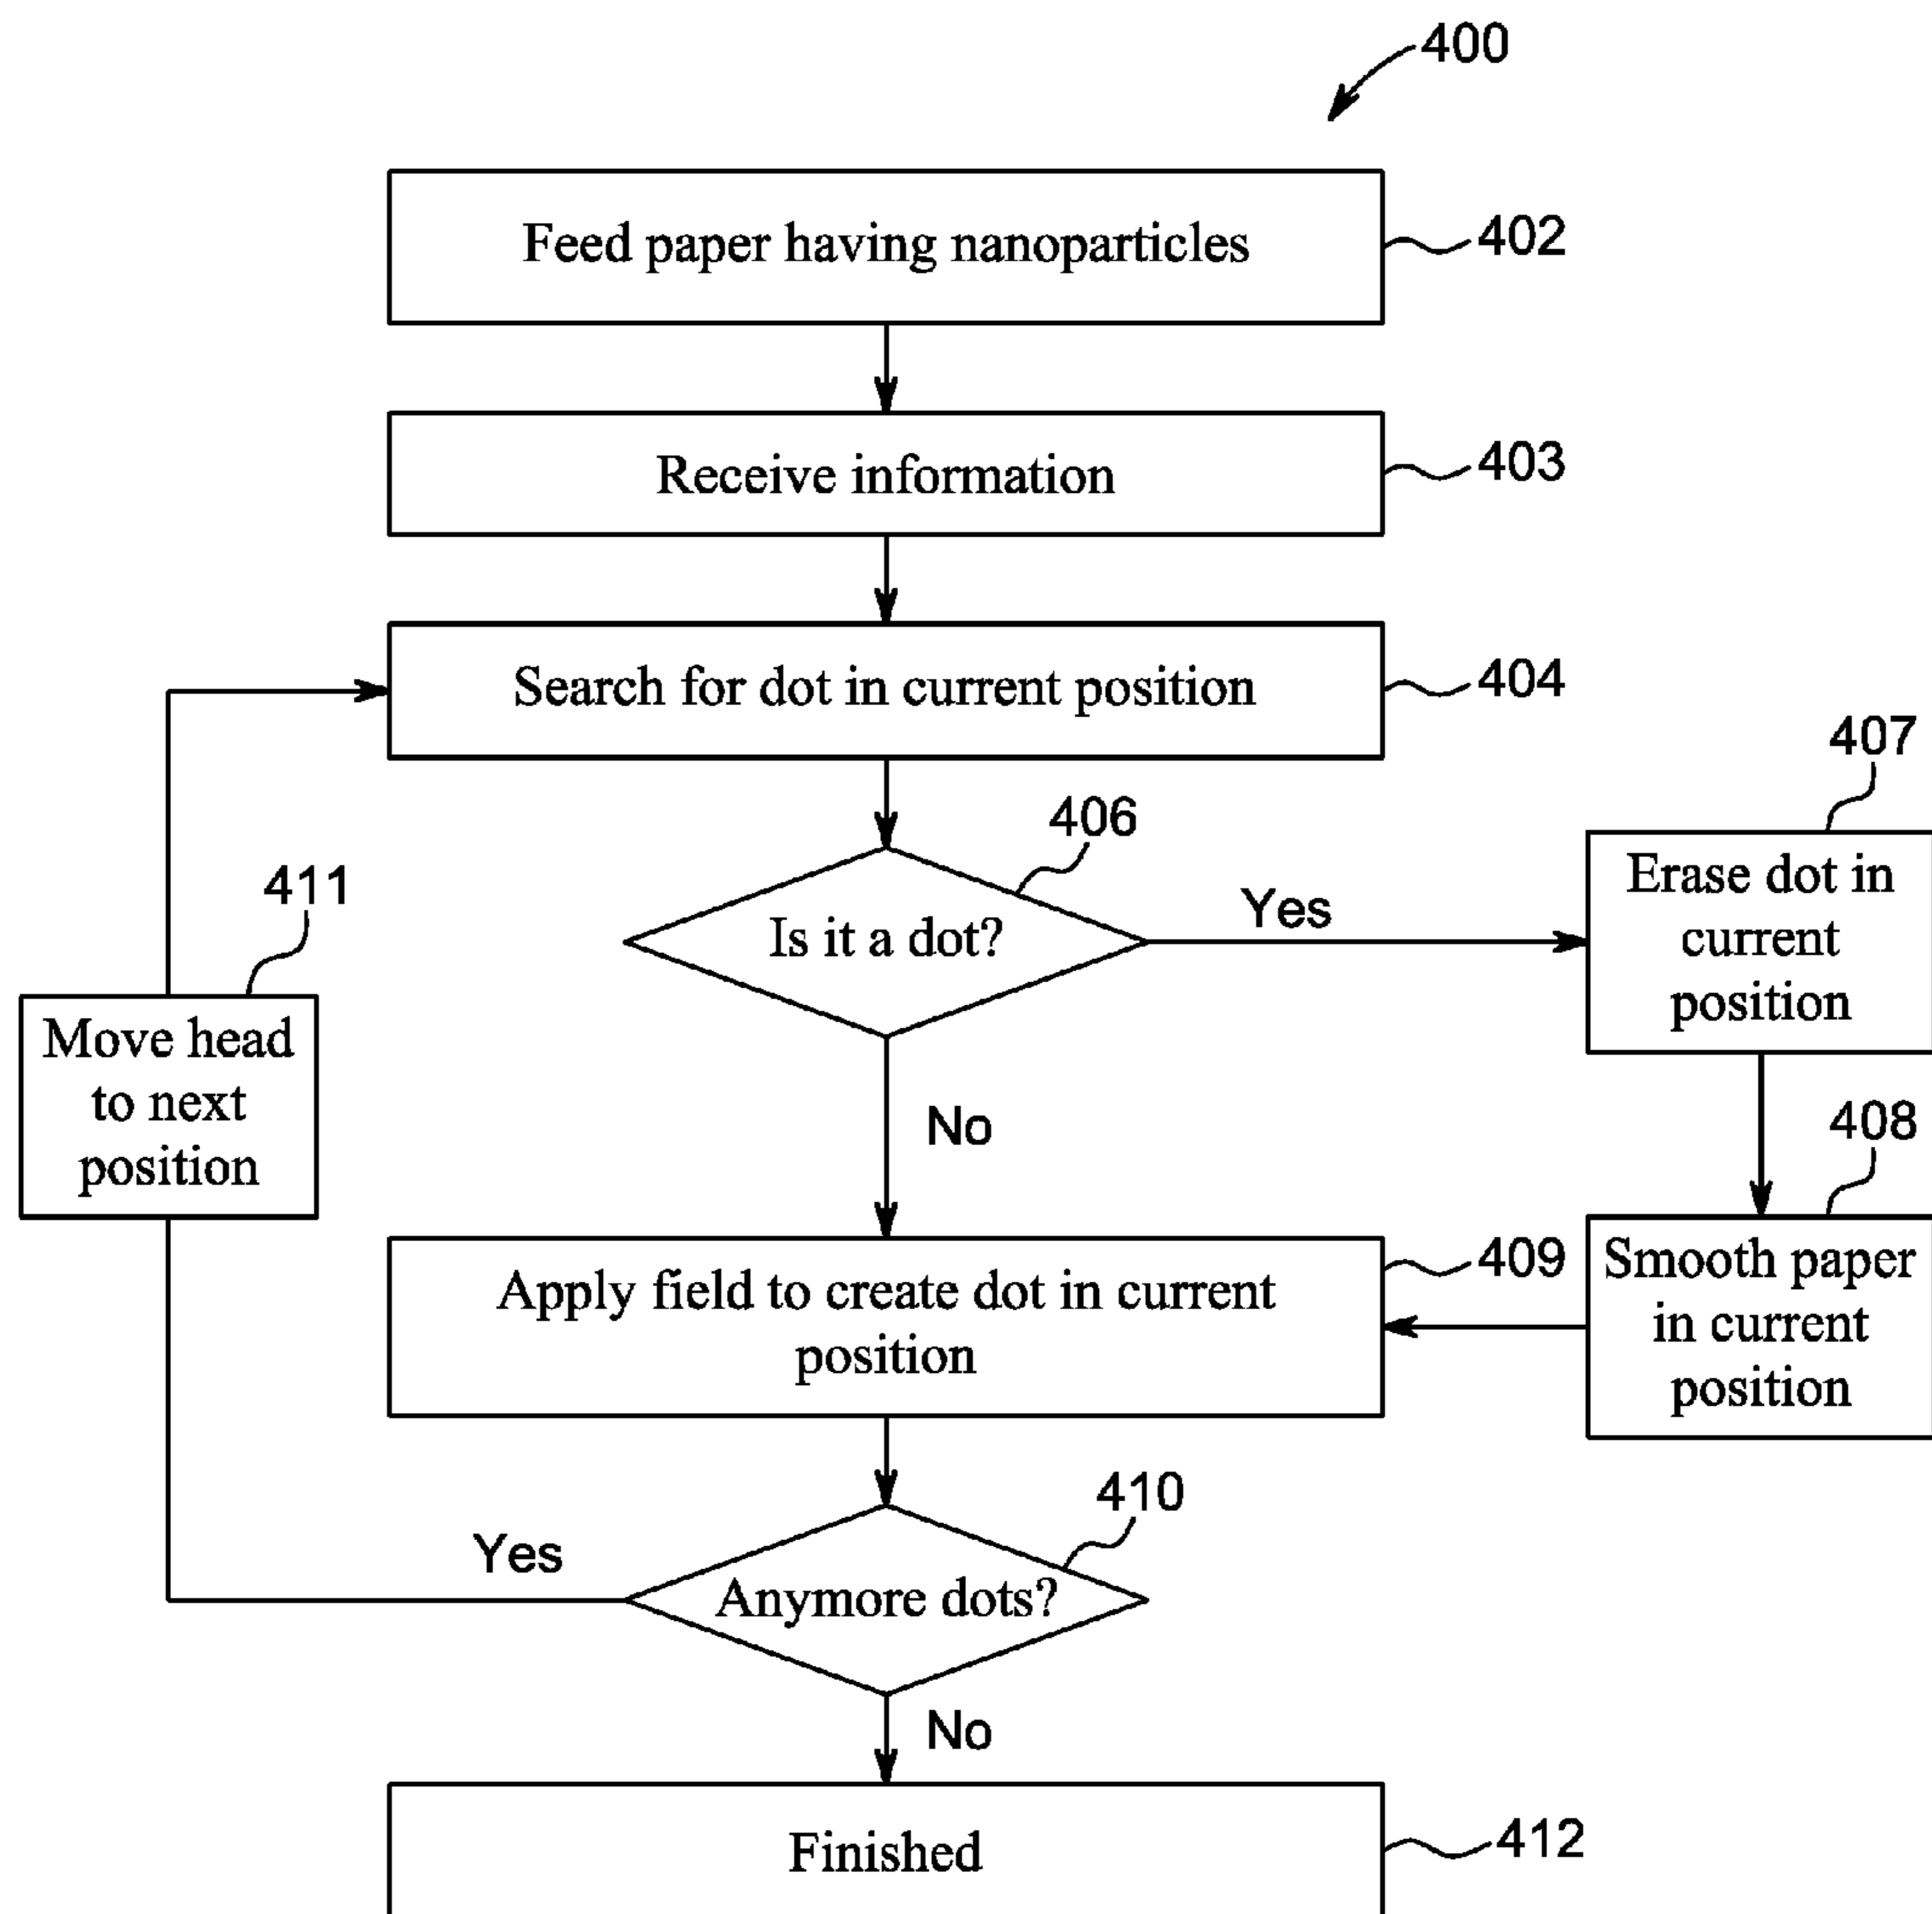 400
Feed paper having nanoparticles
402
Receive information
403
Search for dot in current position
404
406
407
Is it a dot?
Yes
Erase dot in
current
position
411
Move head
to next
position
No
408
Smooth paper
in current
position
Apply field to create dot in current
position
409
410
Anymore dots?
Yes
No
Finished
412